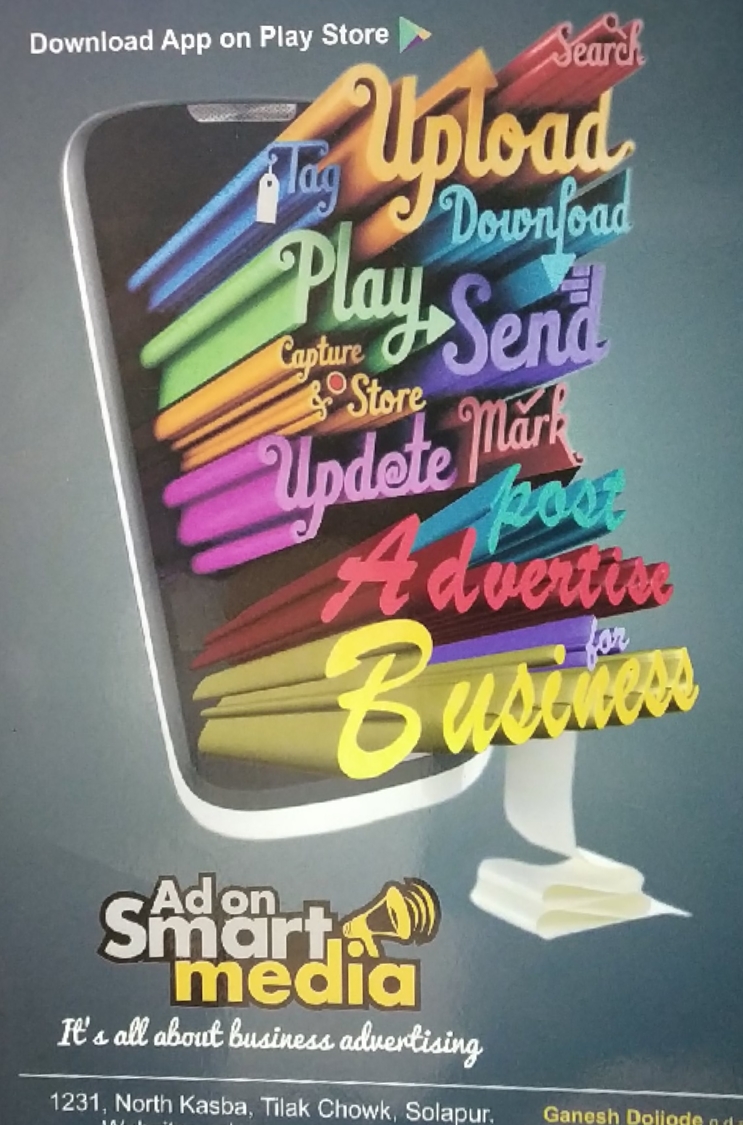 Download App on Play Store
Search
Upload
Tag
Download
Play
Send
Capture
& Store
Mark
Update
post
Advertise
for
Business
Ad on
Smart
media
It's all about business advertising
1231, North Kasba, Tilak Chowk, Solapur.
Ganesh Doijode